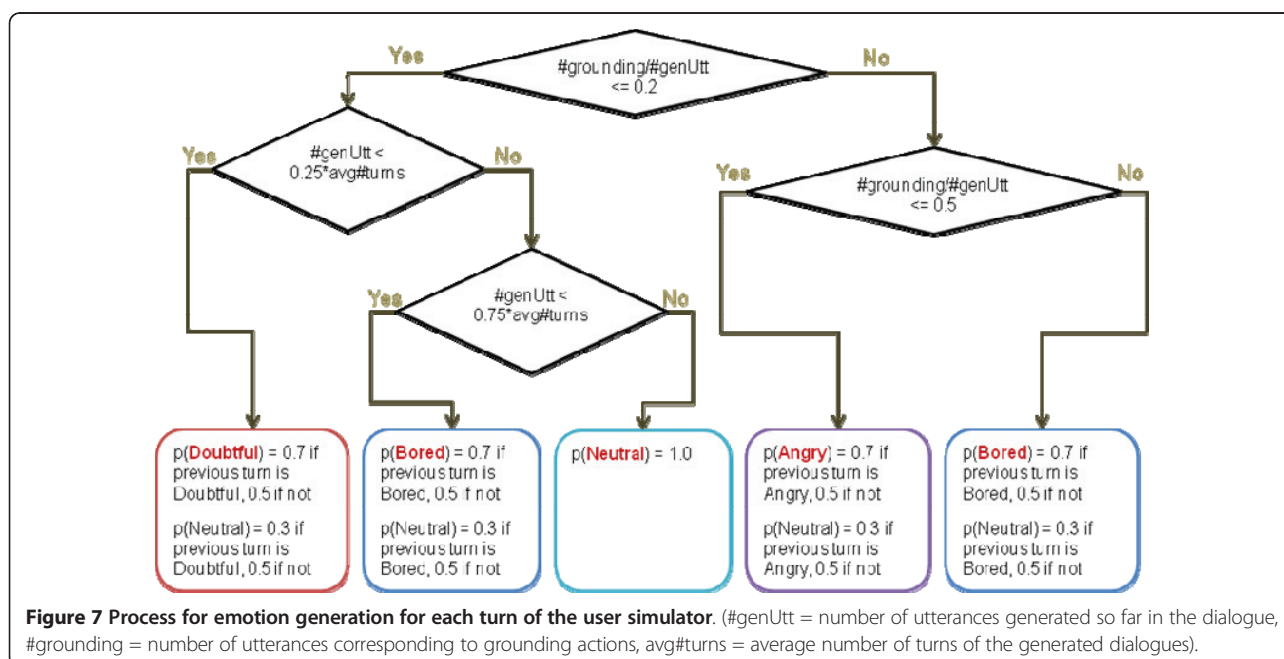 Yes
#grounding/#genUtt
<= 0.2
No
#genUtt <
0.25*avg#turns
Yes
No
#grounding/#genUtt
<= 0.5
Yes
No
#genUtt <
0.75*avg#turns
Yes
No
p(Doubtful) = 0.7 if
previous turn is
Doubtful, 0.5 if not
p(Neutral) = 0.3 if
previous turn is
Doubtful, 0.5 if not
p(Bored) = 0.7 if
previous turn is
Bored, 0.5 if not
p(Neutral) = 0.3 if
previous turn is
Bored, 0.5 if not
p(Neutral) = 1.0
p(Angry) = 0.7 if
previous turn is
Angry, 0.5 if not
p(Neutral) = 0.3 if
previous turn is
Angry, 0.5 if not
p(Bored) = 0.7 if
previous turn is
Bored, 0.5 if not
p(Neutral) = 0.3 if
previous turn is
Bored, 0.5 if not
Figure 7 Process for emotion generation for each turn of the user simulator. (#genUtt = number of utterances generated so far in the dialogue,
#grounding = number of utterances corresponding to grounding actions, avg#turns = average number of turns of the generated dialogues).